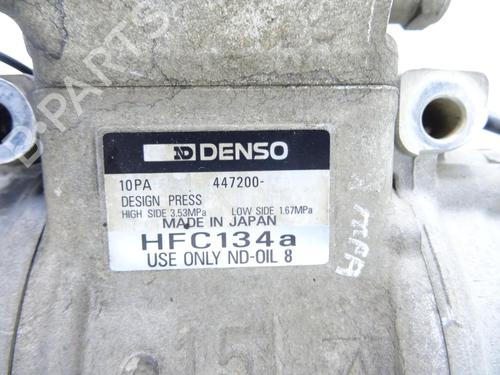 DENSO
10PA 447200-
DESIGN PRESS
HIGH SIDE 3.53MPa LOW SIDE 1.67MPa
MADE IN JAPAN
HFC134a
USE ONLY ND-OIL 8
PARTS